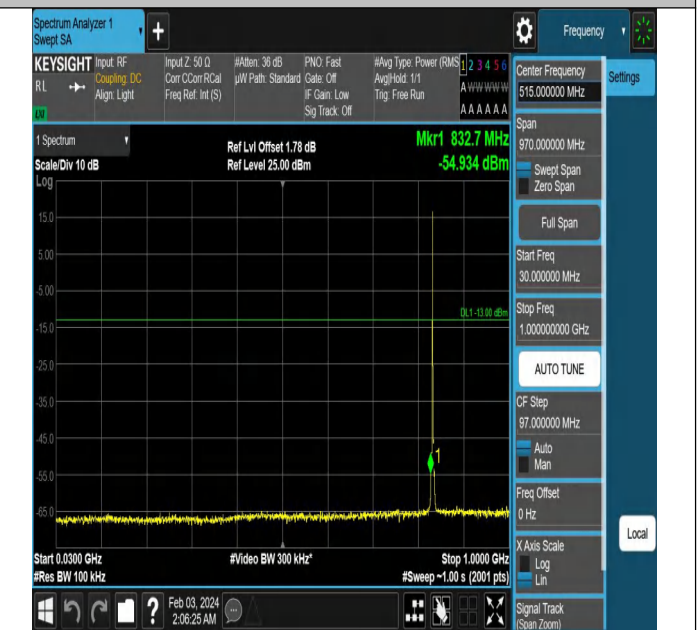 Spectrum Analyzer 1
Swept SA
+
Frequency
KEYSIGHT
RL
LXI
Input: RF
Coupling: DC
Align: Light
Input Z: 50 Ω
Corr CCorr RCal
Freq Ref: Int (S)
#Atten: 36 dB
µW Path: Standard
PNO: Fast
Gate: Off
IF Gain: Low
Sig Track: Off
#Avg Type: Power (RMS
Avg|Hold: 1/1
Trig: Free Run
1 2 3 4 5 6
A W W W W W
A A A A A A
1 Spectrum
Scale/Div 10 dB
Log
Ref Lvl Offset 1.78 dB
Ref Level 25.00 dBm
Mkr1 832.7 MHz
-54.934 dBm
15.0
5.00
-5.00
DL1 -13.00 dBm
-15.0
-25.0
-35.0
-45.0
1
-55.0
-65.0
Start 0.0300 GHz
#Res BW 100 kHz
#Video BW 300 kHz*
Stop 1.0000 GHz
#Sweep ~1.00 s (2001 pts)
?
Feb 03, 2024
2:06:25 AM
Center Frequency
515.000000 MHz
Settings
Span
970.000000 MHz
Swept Span
Zero Span
Full Span
Start Freq
30.000000 MHz
Stop Freq
1.000000000 GHz
AUTO TUNE
CF Step
97.000000 MHz
Auto
Man
Freq Offset
0 Hz
Local
X Axis Scale
Log
Lin
Signal Track
(Span Zoom)